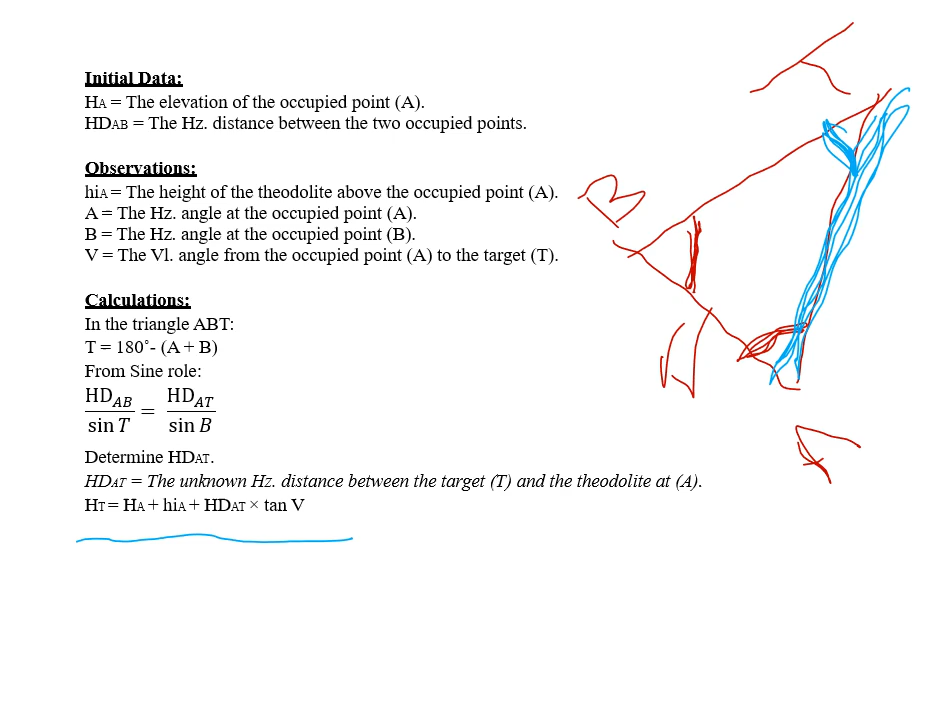 Initial Data:
HA = The elevation of the occupied point (A).
HDAB = The Hz. distance between the two occupied points.
Observations:
hiA = The height of the theodolite above the occupied point (A).
A = The Hz. angle at the occupied point (A).
B = The Hz. angle at the occupied point (B).
V = The Vl. angle from the occupied point (A) to the target (T).
Calculations:
In the triangle ABT:
T = 180˚- (A + B)
From Sine role:
HDAB / sin T = HDAT / sin B
Determine HDAT.
HDAT = The unknown Hz. distance between the target (T) and the theodolite at (A).
HT = HA + hiA + HDAT × tan V
T
B
A